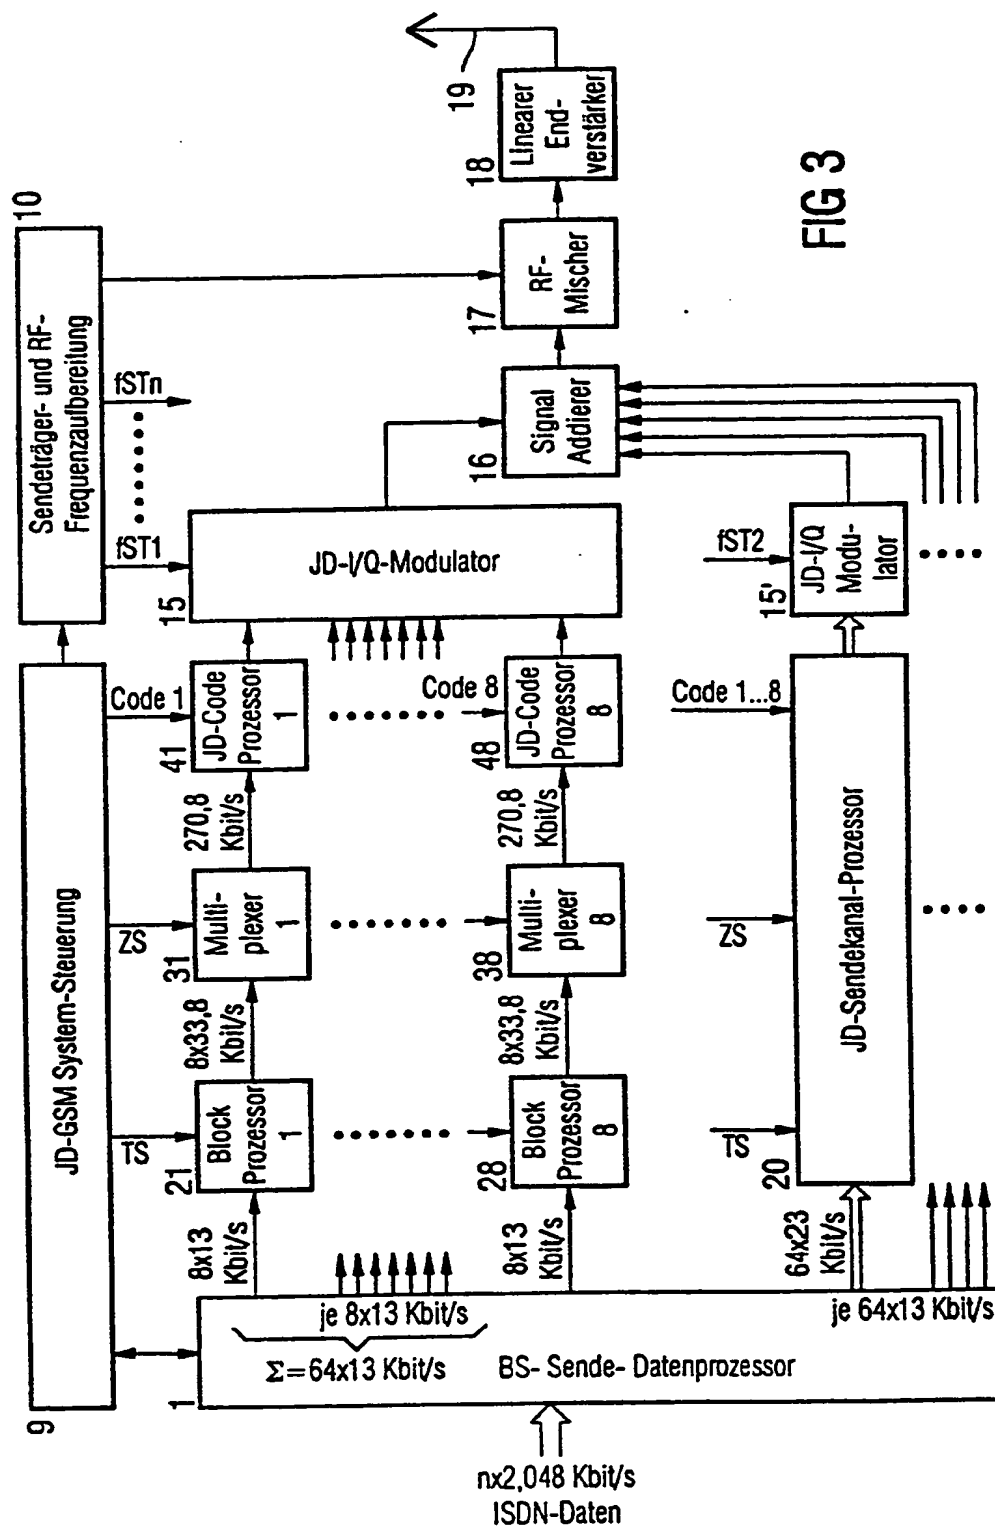 9
JD-GSM System-Steuerung
10
Sendeträger- und RF-
Frequenzaufbereitung
TS
ZS
Code 1
fST1
fSTn
1
BS- Sende- Datenprozessor
nx2,048 Kbit/s
ISDN-Daten
je 8x13 Kbit/s
Σ=64x13 Kbit/s
je 64x13 Kbit/s
8x13
Kbit/s
21
Block
Prozessor
1
8x33,8
Kbit/s
31
Multi-
plexer
1
270,8
Kbit/s
41
JD-Code
Prozessor
1
15
JD-I/Q-Modulator
8x13
Kbit/s
28
Block
Prozessor
8
8x33,8
Kbit/s
38
Multi-
plexer
8
270,8
Kbit/s
Code 8
48
JD-Code
Prozessor
8
16
Signal
Addierer
17
RF-
Mischer
18
Linearer
End-
verstärker
19
64x23
Kbit/s
20
JD-Sendekanal-Prozessor
TS
ZS
Code 1...8
fST2
15'
JD-I/Q
Modu-
lator
FIG 3